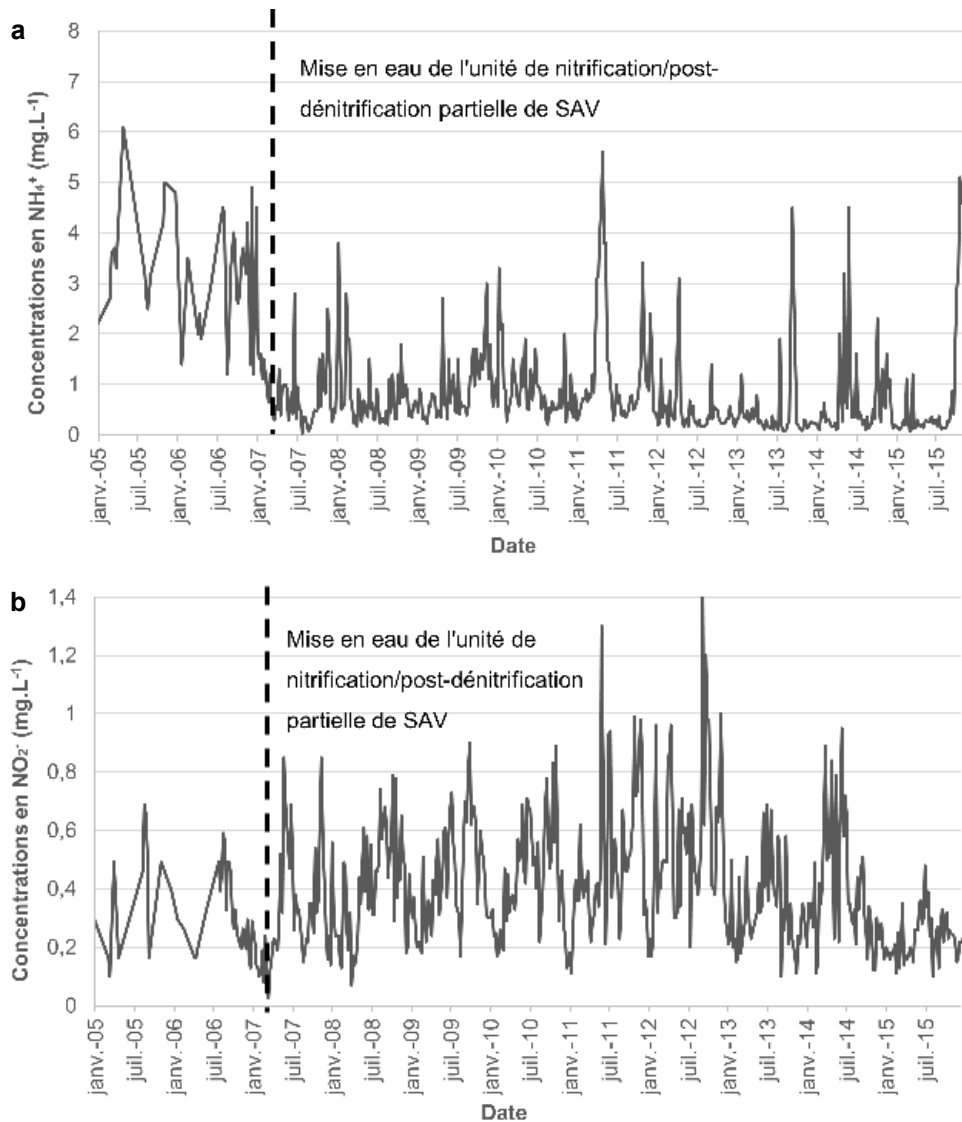 a
8
7
6
5
4
3
2
1
0
Concentrations en NH₄⁺ (mg.L⁻¹)
Mise en eau de l'unité de nitrification/post-
dénitrification partielle de SAV
janv.-05
juil.-05
janv.-06
juil.-06
janv.-07
juil.-07
janv.-08
juil.-08
janv.-09
juil.-09
janv.-10
juil.-10
janv.-11
juil.-11
janv.-12
juil.-12
janv.-13
juil.-13
janv.-14
juil.-14
janv.-15
juil.-15
Date
b
1,4
1,2
1
0,8
0,6
0,4
0,2
0
Concentrations en NO₂⁻ (mg.L⁻¹)
Mise en eau de l'unité de
nitrification/post-dénitrification
partielle de SAV
janv.-05
juil.-05
janv.-06
juil.-06
janv.-07
juil.-07
janv.-08
juil.-08
janv.-09
juil.-09
janv.-10
juil.-10
janv.-11
juil.-11
janv.-12
juil.-12
janv.-13
juil.-13
janv.-14
juil.-14
janv.-15
juil.-15
Date